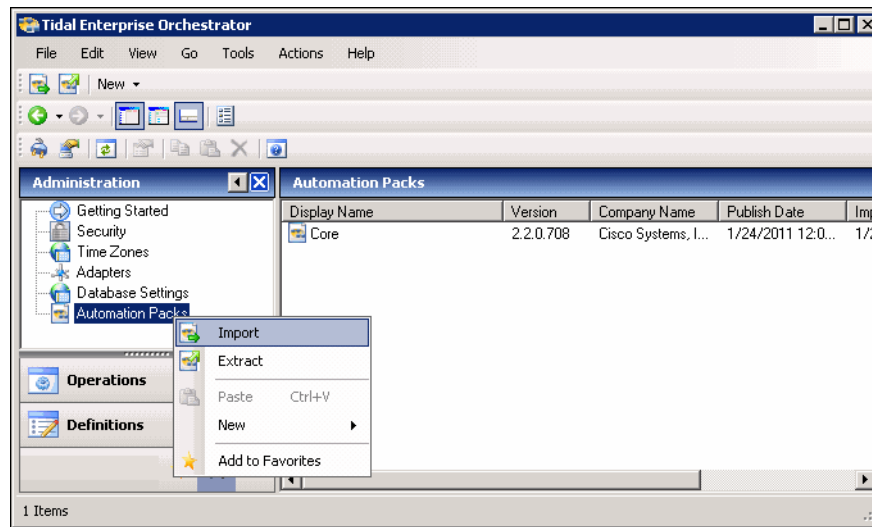 Tidal Enterprise Orchestrator
File Edit View Go Tools Actions Help
New
Administration
Automation Packs
Getting Started
Security
Time Zones
Adapters
Database Settings
Automation Packs
Display Name Version Company Name Publish Date
Core 2.2.0.708 Cisco Systems, I... 1/24/2011 12:0...
Import
Extract
Paste Ctrl+V
New
Add to Favorites
Operations
Definitions
1 Items